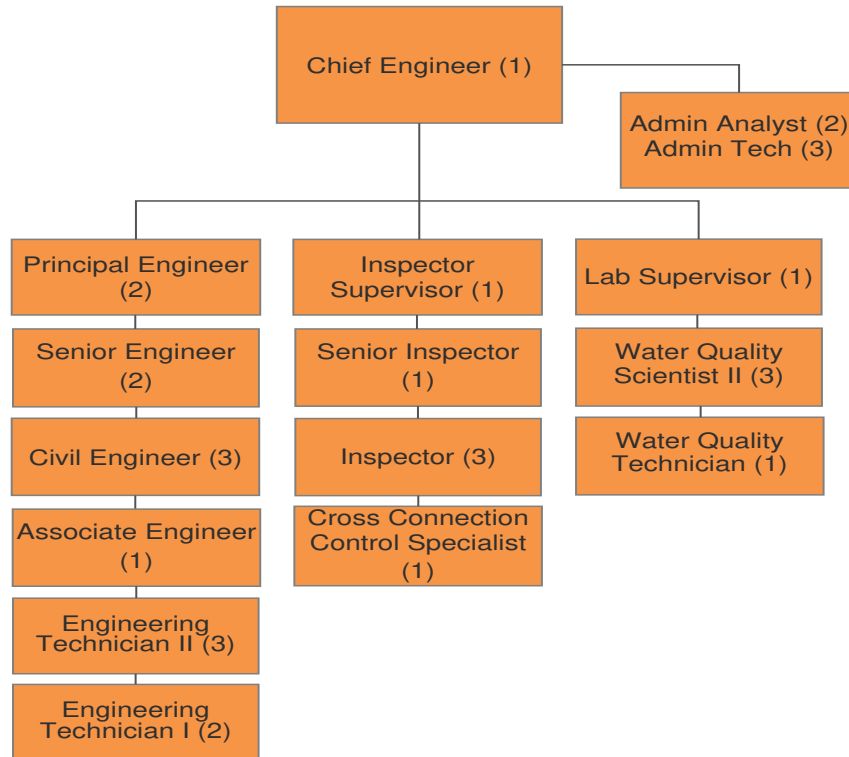 Chief Engineer (1)
Admin Analyst (2)
Admin Tech (3)
Principal Engineer
(2)
Senior Engineer
(2)
Civil Engineer (3)
Associate Engineer
(1)
Engineering
Technician II (3)
Engineering
Technician I (2)
Inspector
Supervisor (1)
Senior Inspector
(1)
Inspector (3)
Cross Connection
Control Specialist
(1)
Lab Supervisor (1)
Water Quality
Scientist II (3)
Water Quality
Technician (1)